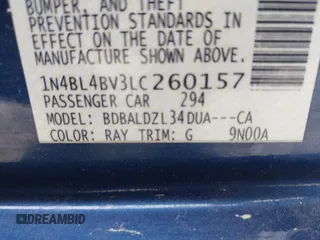 BUMPER, AND THEFT
PREVENTION STANDARDS
IN EFFECT ON THE DATE OF
MANUFACTURE SHOWN ABOVE.
1N4BL4BV3LC260157
PASSENGER CAR 294
MODEL: BDBALDZL34DUA---CA
COLOR: RAY TRIM: G 9N00A
DREAMBID